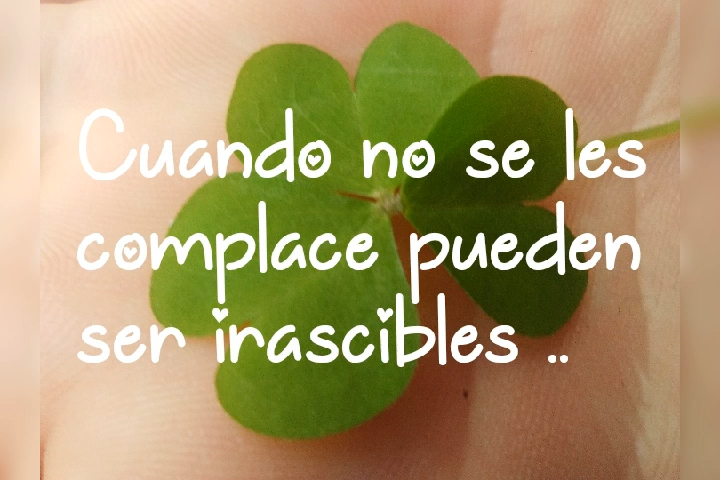 Cuando no se les
complace pueden
ser irascibles ..